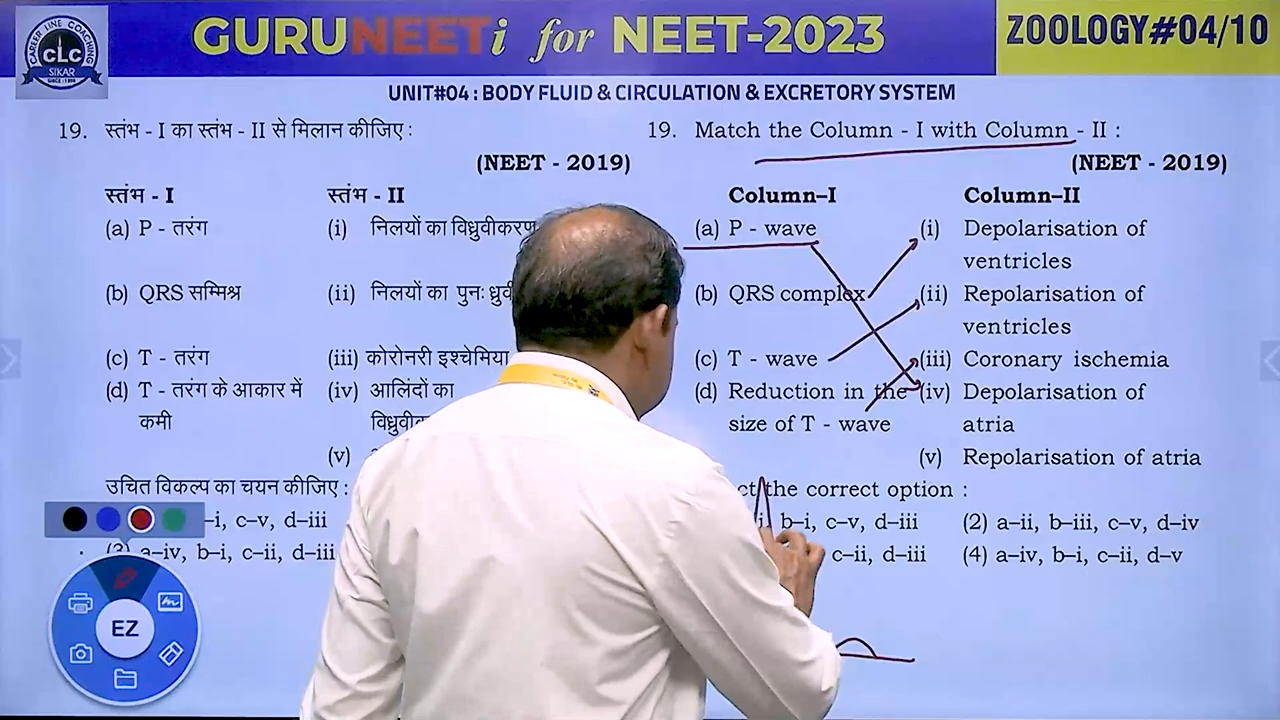 GURUNEETi for NEET-2023
ZOOLOGY#04/10
CAREER LINE COACHING
CLC
SIKAR
SINCE : 1996
UNIT#04 : BODY FLUID & CIRCULATION & EXCRETORY SYSTEM
19. स्तंभ - I का स्तंभ - II से मिलान कीजिए :
(NEET - 2019)
स्तंभ - I स्तंभ - II
(a) P - तरंग (i) निलयों का विध्रुवीकरण
(b) QRS सम्मिश्र (ii) निलयों का पुनः
(c) T - तरंग (iii) कोरोनरी इश्चेमिया
(d) T - तरंग के आकार में (iv) आलिंदों का
कमी
(v)
उचित विकल्प का चयन कीजिए :
–i, c–v, d–iii
(3) a–iv, b–i, c–ii, d–iii
19. Match the Column - I with Column - II :
(NEET - 2019)
Column–I Column–II
(a) P - wave (i) Depolarisation of
ventricles
(b) QRS complex (ii) Repolarisation of
ventricles
(c) T - wave (iii) Coronary ischemia
(d) Reduction in the (iv) Depolarisation of
size of T - wave atria
(v) Repolarisation of atria
the correct option :
b–i, c–v, d–iii (2) a–ii, b–iii, c–v, d–iv
c–ii, d–iii (4) a–iv, b–i, c–ii, d–v
EZ